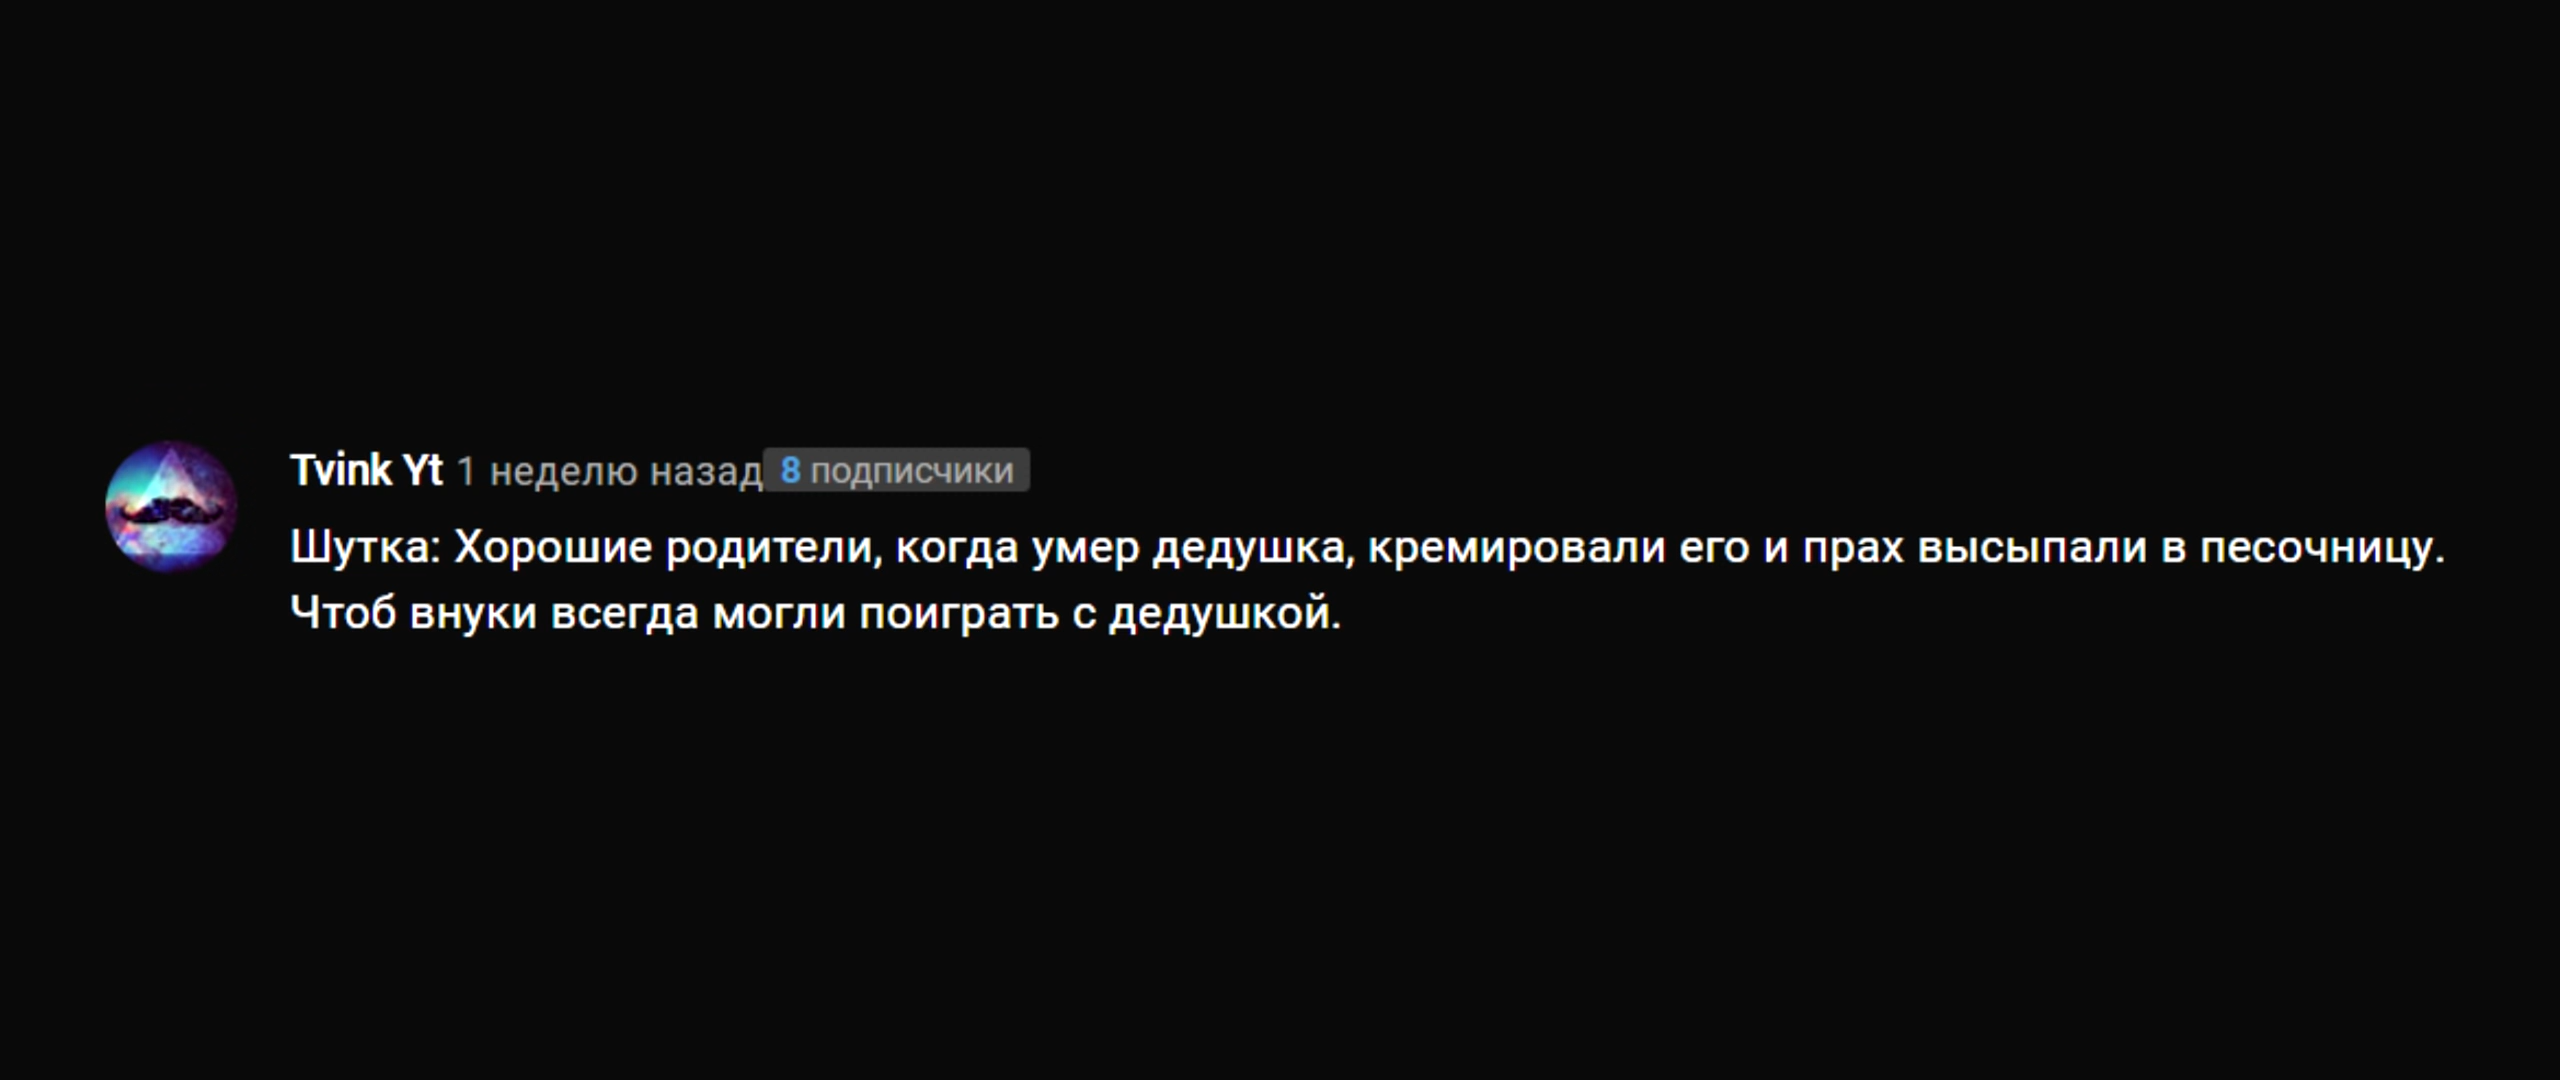 Tvink Yt 1 неделю назад 8 подписчики
Шутка: Хорошие родители, когда умер дедушка, кремировали его и прах высыпали в песочницу.
Чтоб внуки всегда могли поиграть с дедушкой.